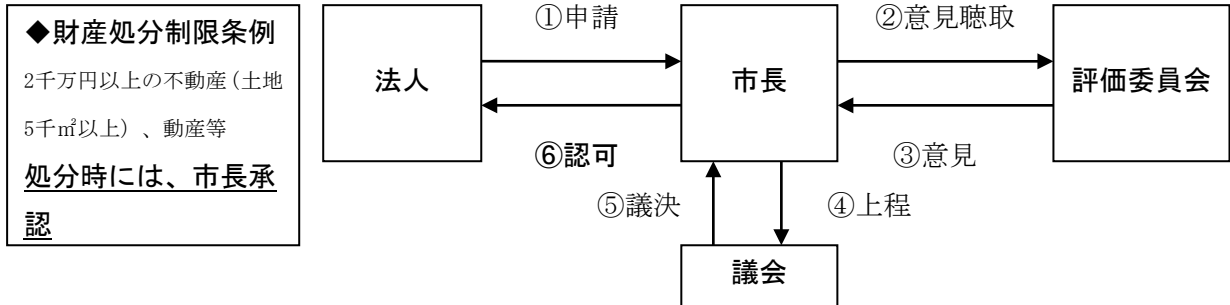 ◆財産処分制限条例
2千万円以上の不動産(土地
5千㎡以上)、動産等
処分時には、市長承
認
①申請
②意見聴取
法人
市長
評価委員会
⑥認可
③意見
⑤議決
④上程
議会